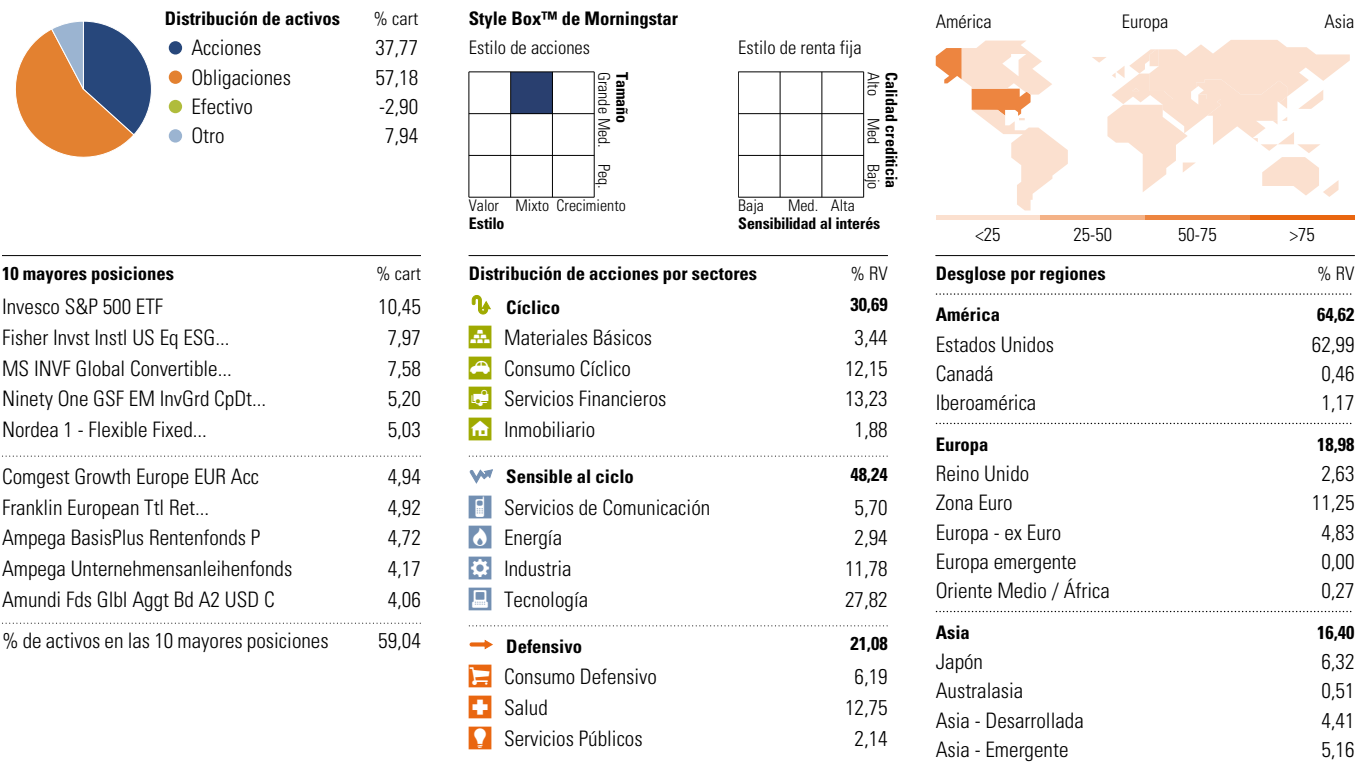 Distribución de activos % cart
Acciones 37,77
Obligaciones 57,18
Efectivo -2,90
Otro 7,94
Style Box™ de Morningstar
Estilo de acciones
Grande Med. Peq.
Tamaño
Valor Mixto Crecimiento
Estilo
Estilo de renta fija
Alto Med Bajo
Calidad crediticia
Baja Med. Alta
Sensibilidad al interés
América Europa Asia
<25 25-50 50-75 >75
10 mayores posiciones % cart
Invesco S&P 500 ETF 10,45
Fisher Invst Instl US Eq ESG... 7,97
MS INVF Global Convertible... 7,58
Ninety One GSF EM InvGrd CpDt... 5,20
Nordea 1 - Flexible Fixed... 5,03
Comgest Growth Europe EUR Acc 4,94
Franklin European Ttl Ret... 4,92
Ampega BasisPlus Rentenfonds P 4,72
Ampega Unternehmensanleihenfonds 4,17
Amundi Fds Glbl Aggt Bd A2 USD C 4,06
% de activos en las 10 mayores posiciones 59,04
Distribución de acciones por sectores % RV
Cíclico 30,69
Materiales Básicos 3,44
Consumo Cíclico 12,15
Servicios Financieros 13,23
Inmobiliario 1,88
Sensible al ciclo 48,24
Servicios de Comunicación 5,70
Energía 2,94
Industria 11,78
Tecnología 27,82
Defensivo 21,08
Consumo Defensivo 6,19
Salud 12,75
Servicios Públicos 2,14
Desglose por regiones % RV
América 64,62
Estados Unidos 62,99
Canadá 0,46
Iberoamérica 1,17
Europa 18,98
Reino Unido 2,63
Zona Euro 11,25
Europa - ex Euro 4,83
Europa emergente 0,00
Oriente Medio / África 0,27
Asia 16,40
Japón 6,32
Australasia 0,51
Asia - Desarrollada 4,41
Asia - Emergente 5,16